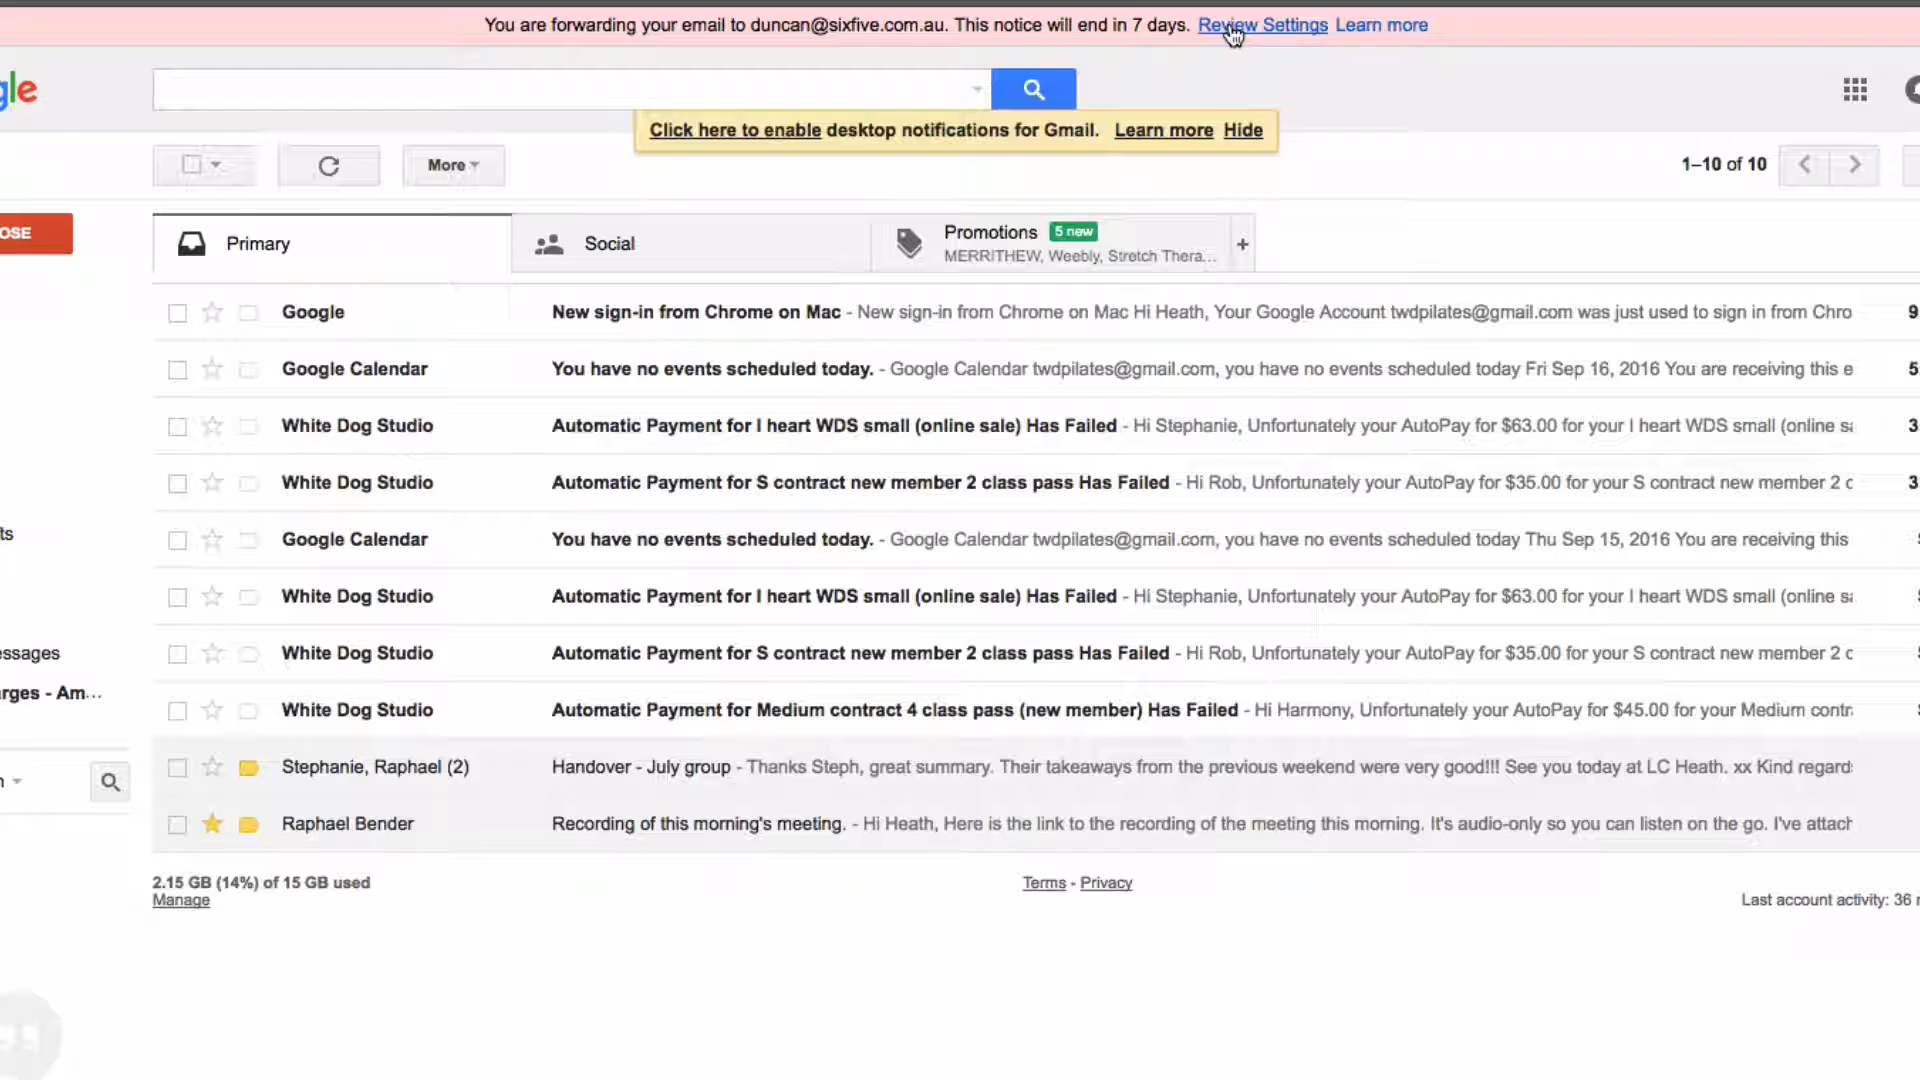 You are forwarding your email to duncan@sixfive.com.au. This notice will end in 7 days. Review Settings Learn more
gle
Click here to enable desktop notifications for Gmail. Learn more Hide
More
1–10 of 10
OSE
Primary
Social
Promotions 5 new
MERRITHEW, Weekly, Stretch Thera...
Google New sign-in from Chrome on Mac - New sign-in from Chrome on Mac Hi Heath, Your Google Account twdpilates@gmail.com was just used to sign in from Chro 9
Google Calendar You have no events scheduled today. - Google Calendar twdpilates@gmail.com, you have no events scheduled today Fri Sep 16, 2016 You are receiving this e 5
White Dog Studio Automatic Payment for I heart WDS small (online sale) Has Failed - Hi Stephanie, Unfortunately your AutoPay for $63.00 for your I heart WDS small (online sa 3
White Dog Studio Automatic Payment for S contract new member 2 class pass Has Failed - Hi Rob, Unfortunately your AutoPay for $35.00 for your S contract new member 2 c 3
Google Calendar You have no events scheduled today. - Google Calendar twdpilates@gmail.com, you have no events scheduled today Thu Sep 15, 2016 You are receiving this
ts
White Dog Studio Automatic Payment for I heart WDS small (online sale) Has Failed - Hi Stephanie, Unfortunately your AutoPay for $63.00 for your I heart WDS small (online sa
White Dog Studio Automatic Payment for S contract new member 2 class pass Has Failed - Hi Rob, Unfortunately your AutoPay for $35.00 for your S contract new member 2 c
essages
arges - Am...
White Dog Studio Automatic Payment for Medium contract 4 class pass (new member) Has Failed - Hi Harmony, Unfortunately your AutoPay for $45.00 for your Medium contr
Stephanie, Raphael (2) Handover - July group - Thanks Steph, great summary. Their takeaways from the previous weekend were very good!!! See you today at LC Heath. xx Kind regard
Raphael Bender Recording of this morning's meeting. - Hi Heath, Here is the link to the recording of the meeting this morning. It's audio-only so you can listen on the go. I've attach
2.15 GB (14%) of 15 GB used
Manage
Terms - Privacy
Last account activity: 36